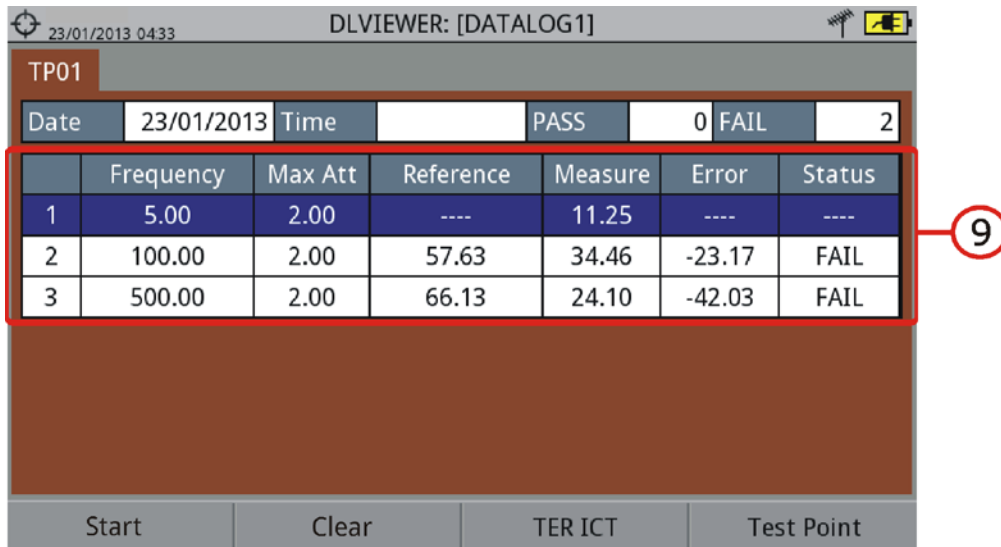 23/01/2013 04:33 DLVIEWER: [DATALOG1]
TP01
Date 23/01/2013 Time PASS 0 FAIL 2
Frequency Max Att Reference Measure Error Status
1 5.00 2.00 ---- 11.25 ---- ----
2 100.00 2.00 57.63 34.46 -23.17 FAIL
3 500.00 2.00 66.13 24.10 -42.03 FAIL
9
Start Clear TER ICT Test Point